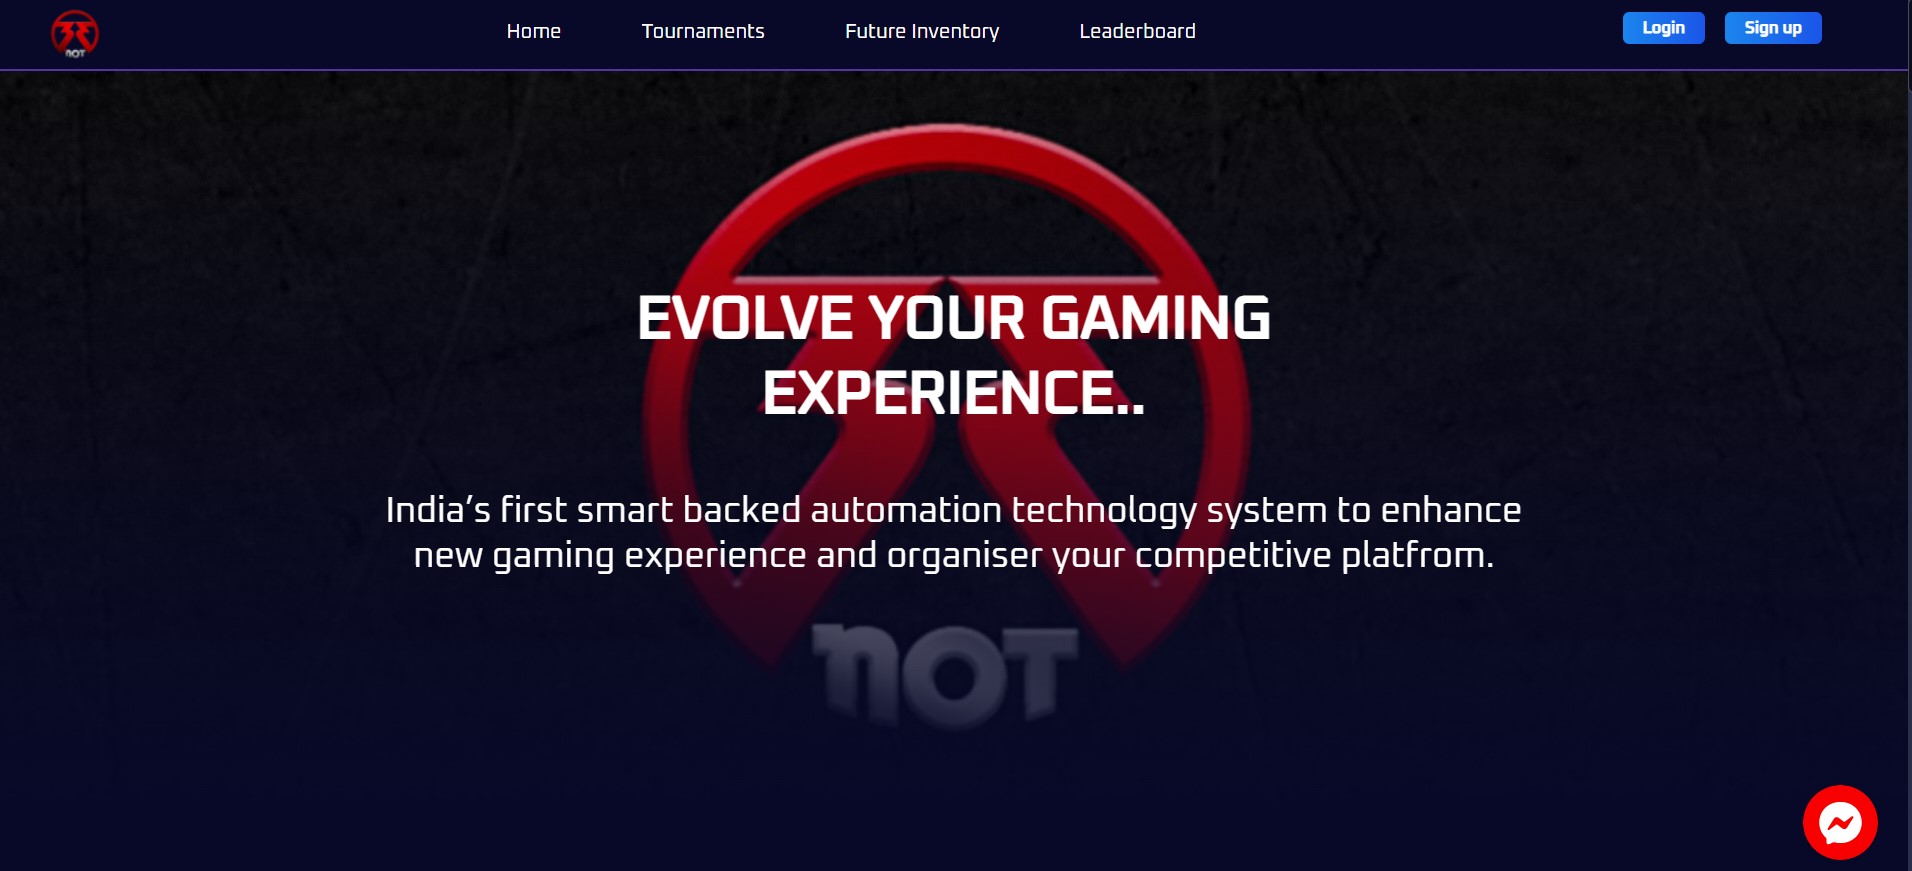 nOT
Home Tournaments Future Inventory Leaderboard Login Sign up
EVOLVE YOUR GAMING
EXPERIENCE..
India’s first smart backed automation technology system to enhance
new gaming experience and organiser your competitive platfrom.
nOT